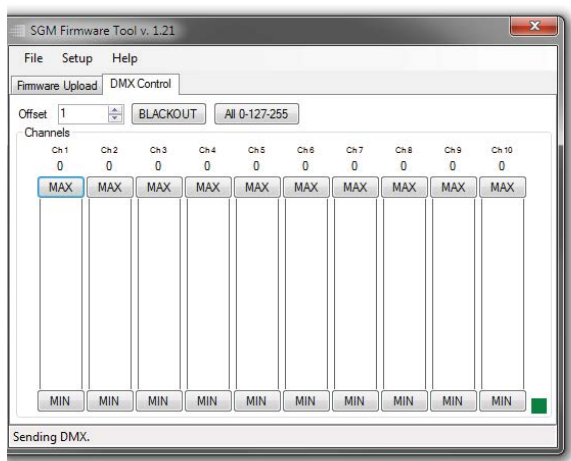 SGM Firmware Tool v. 1.21
File Setup Help
Firmware Upload DMX Control
Offset 1 BLACKOUT All 0-127-255
Channels
Ch 1 Ch 2 Ch 3 Ch 4 Ch 5 Ch 6 Ch 7 Ch 8 Ch 9 Ch 10
0 0 0 0 0 0 0 0 0 0
MAX MAX MAX MAX MAX MAX MAX MAX MAX MAX
MIN MIN MIN MIN MIN MIN MIN MIN MIN MIN
Sending DMX.